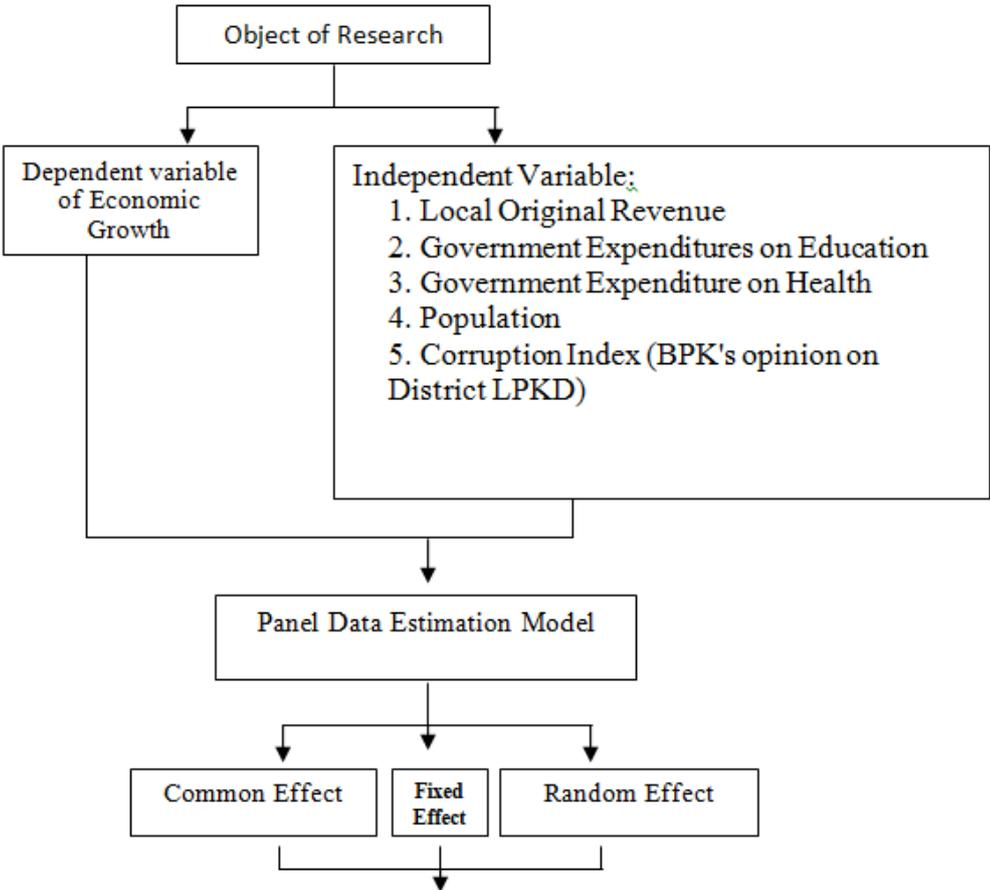 Object of Research
Dependent variable
of Economic
Growth
Independent Variable:
1. Local Original Revenue
2. Government Expenditures on Education
3. Government Expenditure on Health
4. Population
5. Corruption Index (BPK's opinion on
District LPKD)
Panel Data Estimation Model
Common Effect
Fixed
Effect
Random Effect